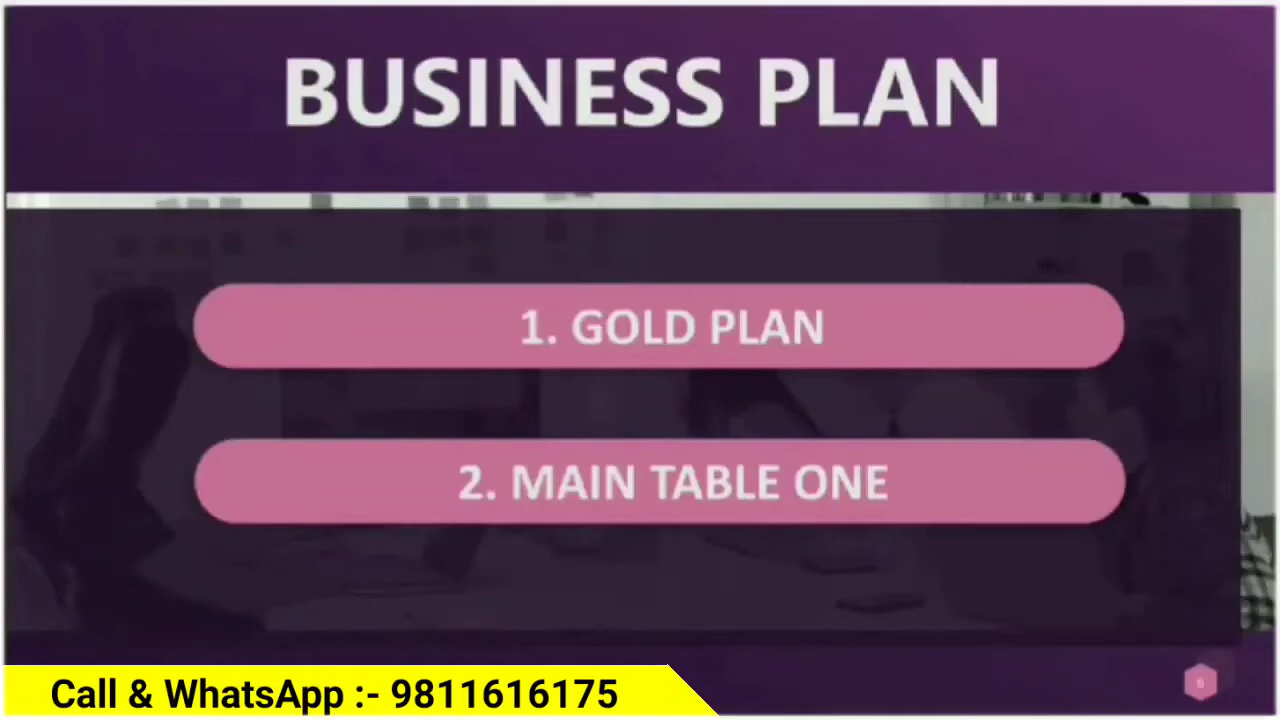 BUSINESS PLAN
1. GOLD PLAN
2. MAIN TABLE ONE
Call & WhatsApp :- 9811616175